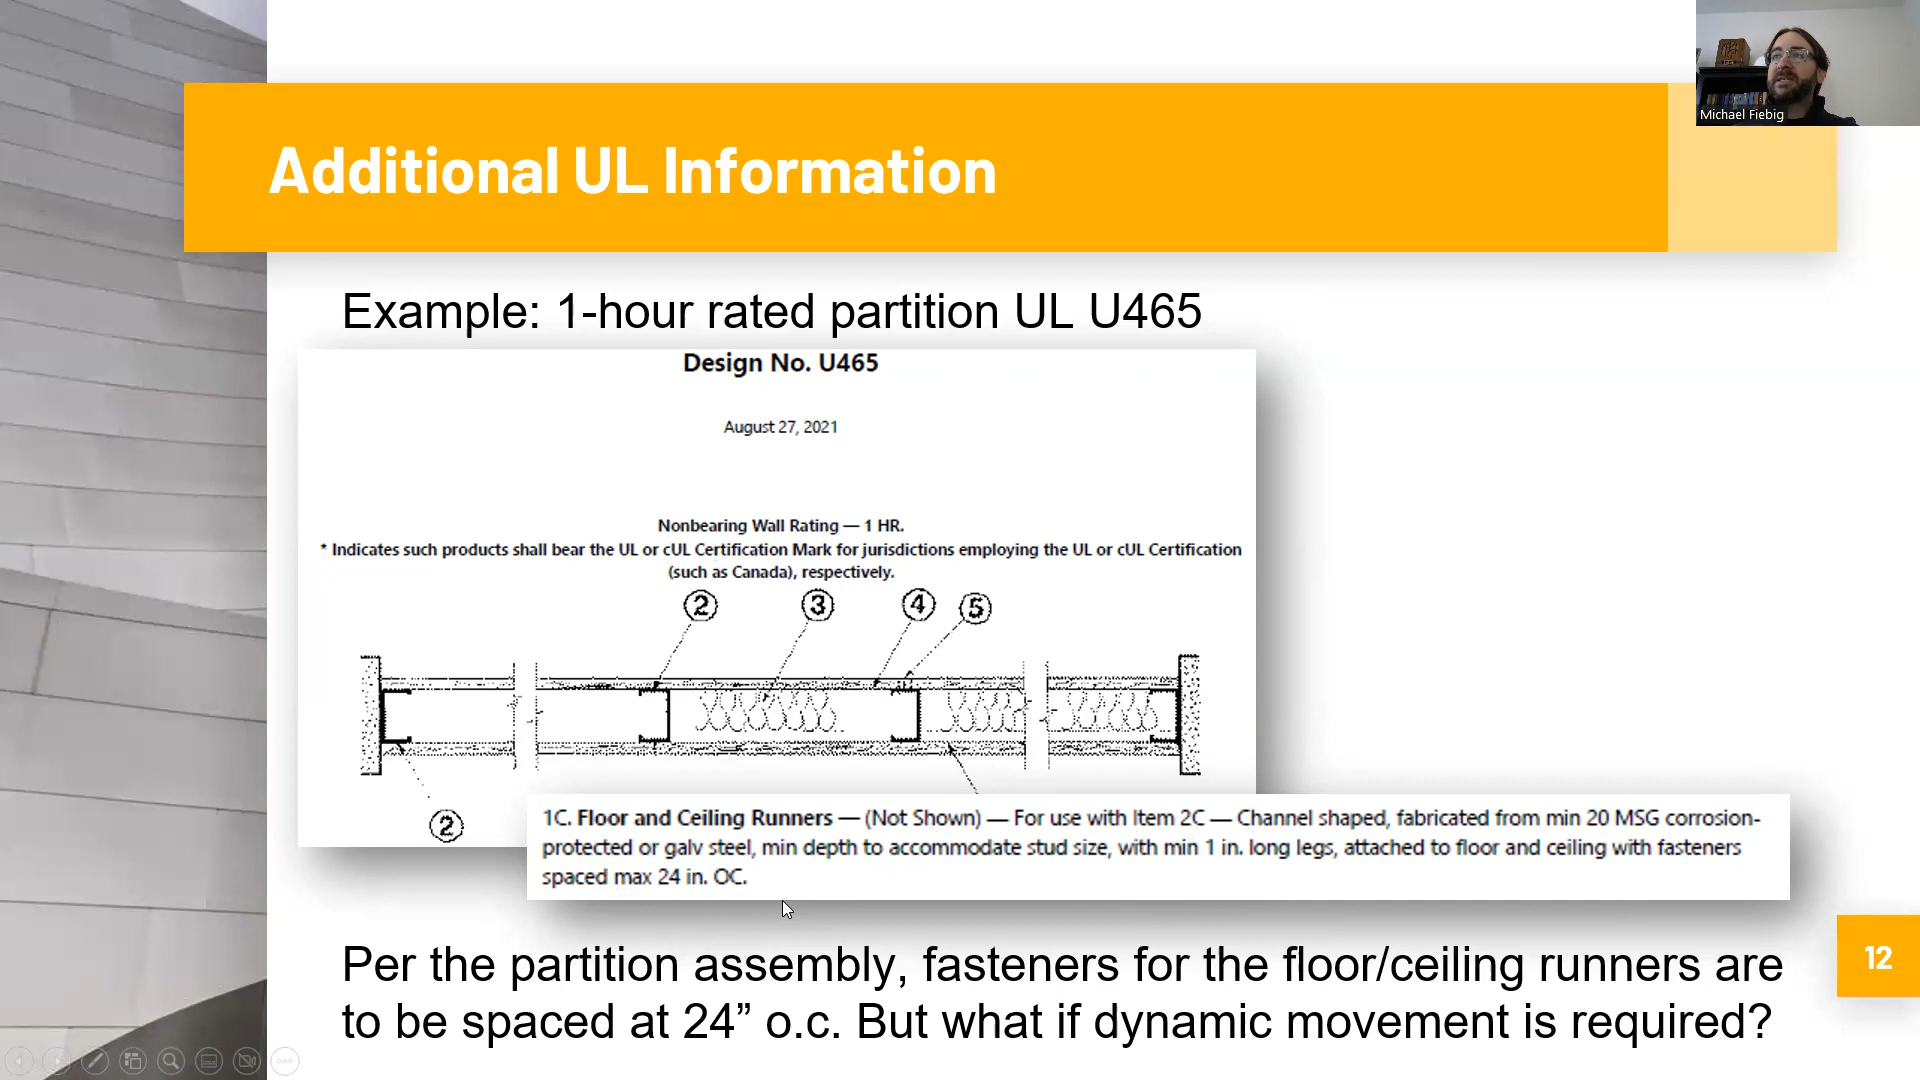 Michael Fiebig
Additional UL Information
Example: 1-hour rated partition UL U465
Design No. U465
August 27, 2021
Nonbearing Wall Rating — 1 HR.
* Indicates such products shall bear the UL or cUL Certification Mark for jurisdictions employing the UL or cUL Certification
(such as Canada), respectively.
2 3 4 5
2
1C. Floor and Ceiling Runners — (Not Shown) — For use with Item 2C — Channel shaped, fabricated from min 20 MSG corrosion-
protected or galv steel, min depth to accommodate stud size, with min 1 in. long legs, attached to floor and ceiling with fasteners
spaced max 24 in. OC.
Per the partition assembly, fasteners for the floor/ceiling runners are
to be spaced at 24” o.c. But what if dynamic movement is required?
12